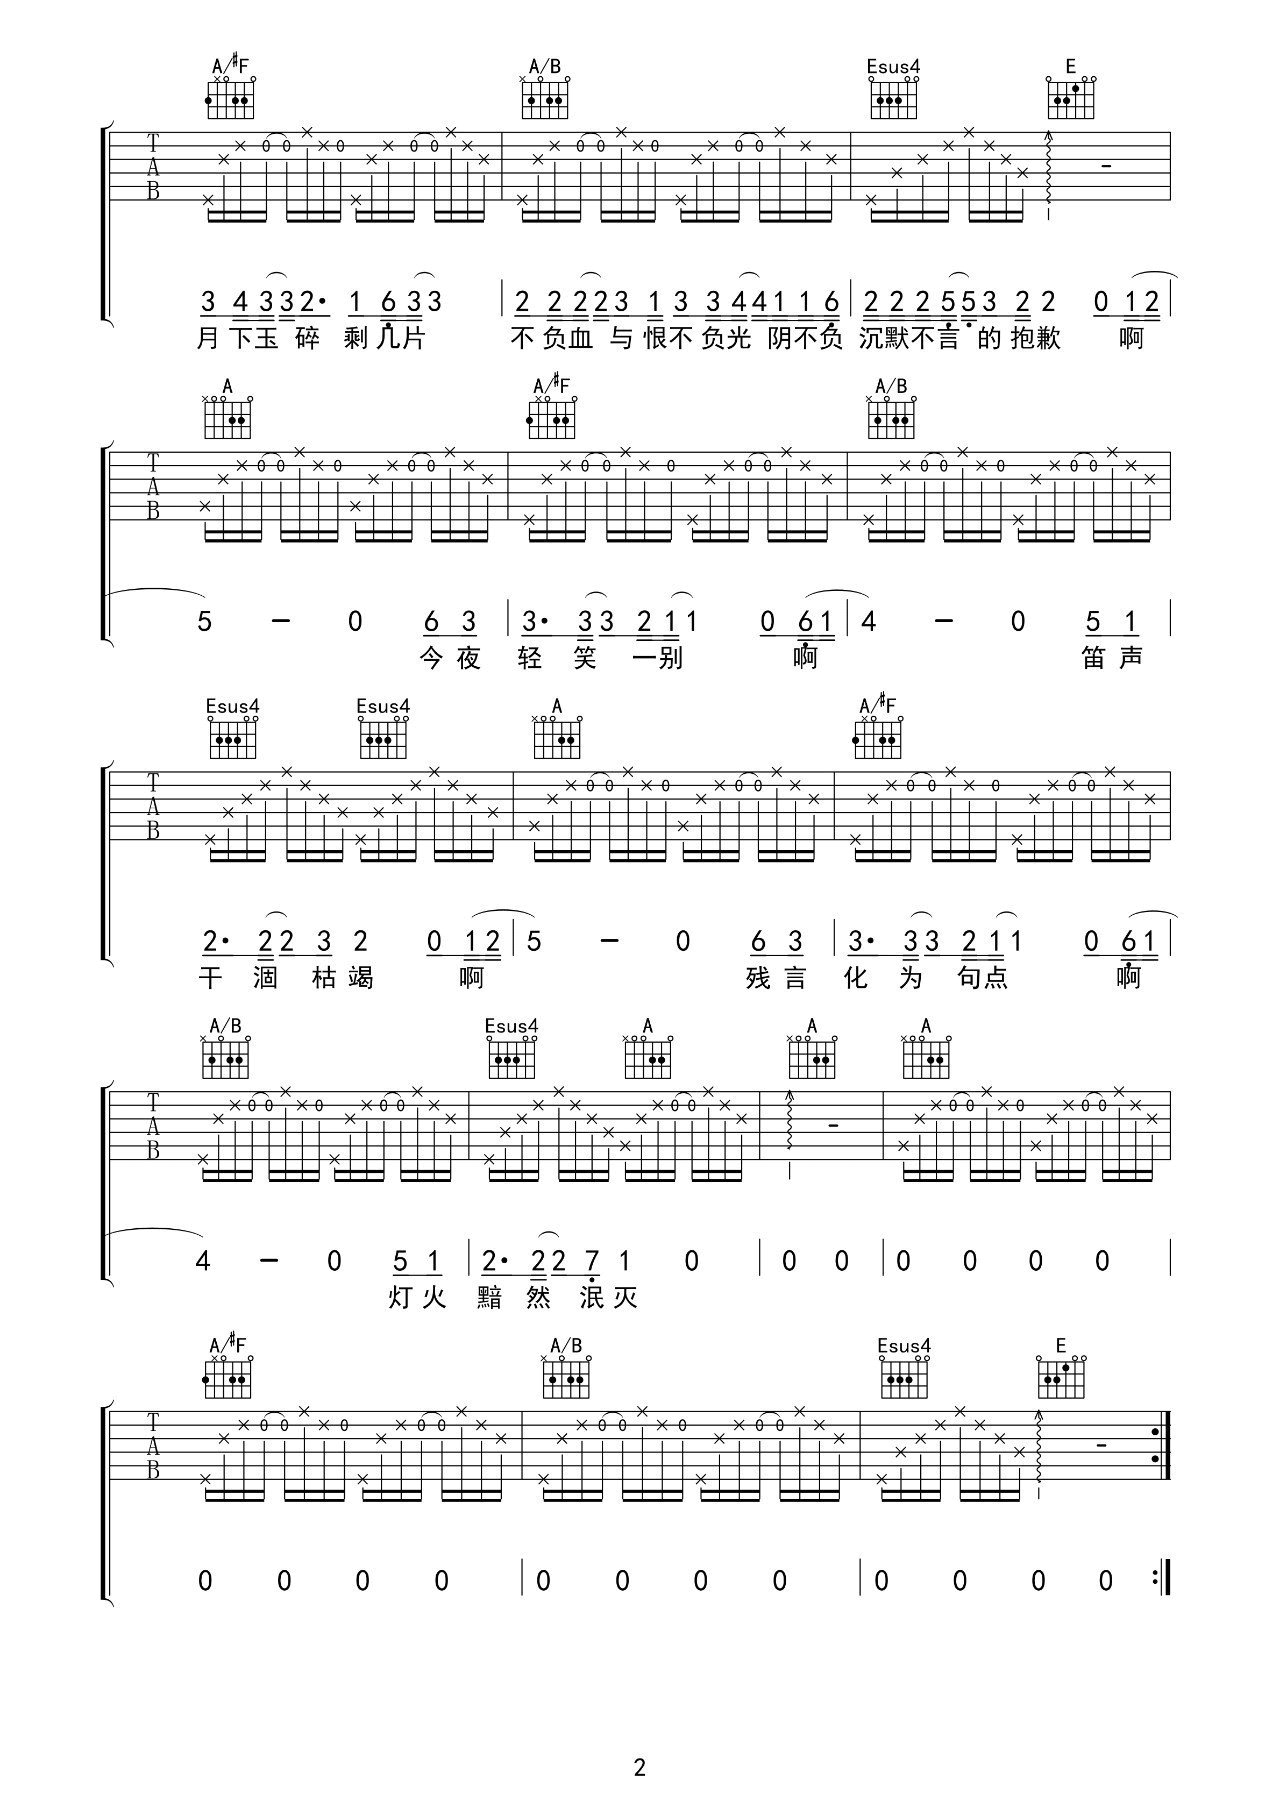 A/#F A/B Esus4 E
T
A
B
3 4 3 3 2· 1 6 3 3 2 2 2 2 3 1 3 3 4 4 1 1 6 2 2 2 5 5 3 2 2 0 1 2
月 下玉 碎 剩 几片 不 负血 与 恨不 负光 阴不负 沉默不言 的 抱歉 啊
A A/#F A/B
T
A
B
5 - 0 6 3 3· 3 3 2 1 1 0 6 1 4 - 0 5 1
今 夜 轻 笑 一别 啊 笛 声
Esus4 Esus4 A A/#F
T
A
B
2· 2 2 3 2 0 1 2 5 - 0 6 3 3· 3 3 2 1 1 0 6 1
干 涸 枯 竭 啊 残 言 化 为 句点 啊
A/B Esus4 A A A
T
A
B
4 - 0 5 1 2· 2 2 7 1 0 0 0 0 0 0 0
灯 火 黯 然 泯 灭
A/#F A/B Esus4 E
T
A
B
0 0 0 0 0 0 0 0 0 0 0 0
2